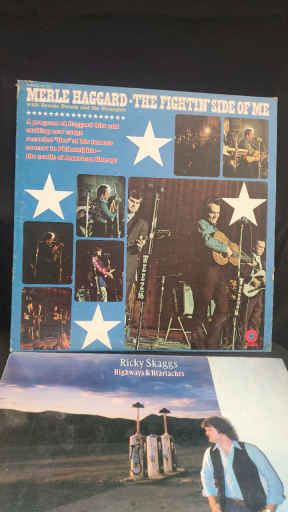 MERLE HAGGARD · THE FIGHTIN' SIDE OF ME
with Bonnie Owens and the Strangers
A program of Haggard hits and
exciting new songs
recorded "live" at his famous
concert in Philadelphia—
the cradle of American liberty!
Ricky Skaggs
Highways & Heartaches